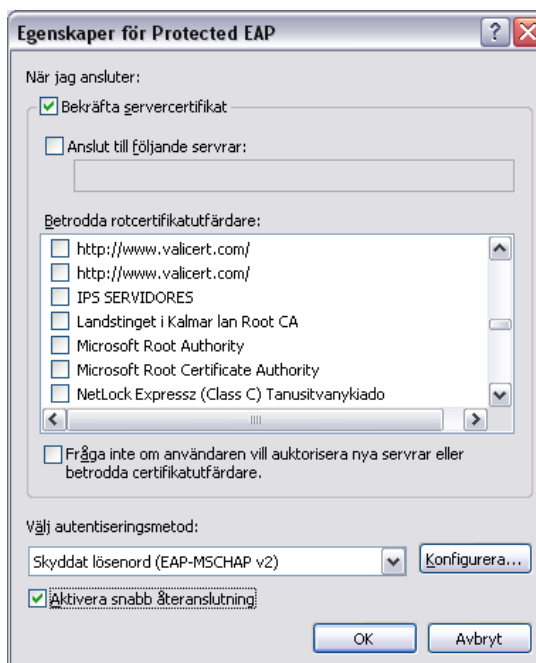 Egenskaper för Protected EAP
När jag ansluter:
Bekräfta servercertifikat
Anslut till följande servrar:
Betrodda rotcertifikatutfärdare:
http://www.valicert.com/
http://www.valicert.com/
IPS SERVIDORES
Landstinget i Kalmar lan Root CA
Microsoft Root Authority
Microsoft Root Certificate Authority
NetLock Expressz (Class C) Tanusitvanykiado
Fråga inte om användaren vill auktorisera nya servrar eller
betrodda certifikatutfärdare.
Välj autentiseringsmetod:
Skyddat lösenord (EAP-MSCHAP v2)
Konfigurera...
Aktivera snabb återanslutning
OK
Avbryt